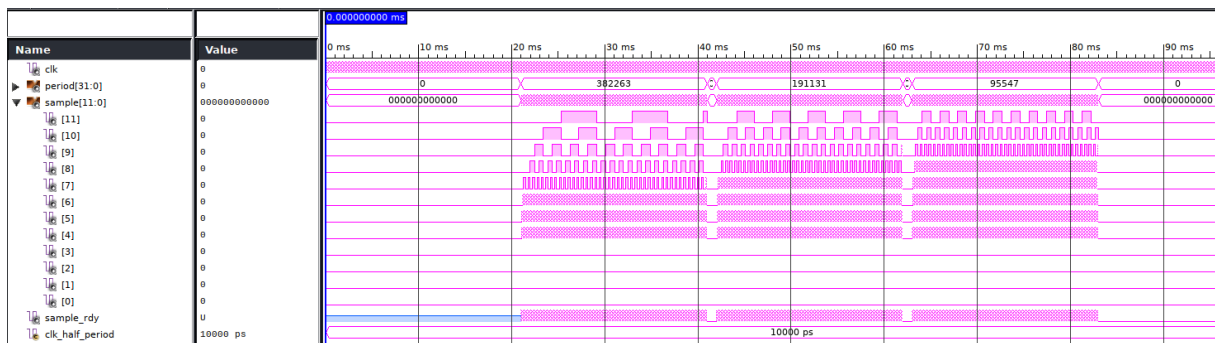 0.000000000 ms
Name Value 0 ms 10 ms 20 ms 30 ms 40 ms 50 ms 60 ms 70 ms 80 ms 90 ms
clk 0
period[31:0] 0 0 382263 191131 95547 0
sample[11:0] 000000000000 000000000000 000000000000
[11] 0
[10] 0
[9] 0
[8] 0
[7] 0
[6] 0
[5] 0
[4] 0
[3] 0
[2] 0
[1] 0
[0] 0
sample_rdy U
clk_half_period 10000 ps 10000 ps